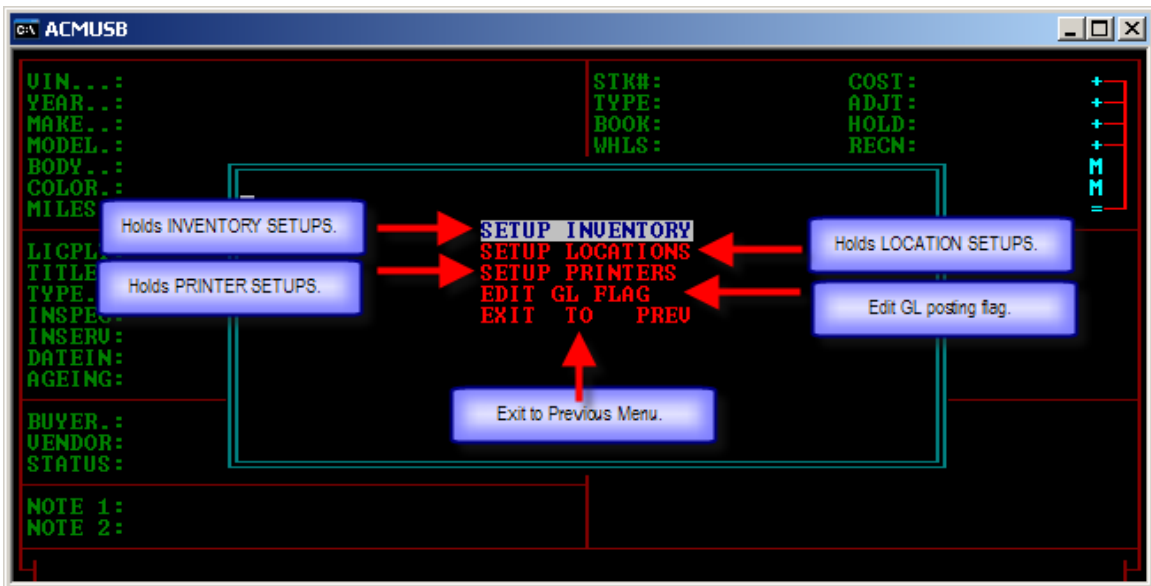 C:\ ACMUSB
VIN...: STK#: COST: +
YEAR..: TYPE: ADJT: +
MAKE..: BOOK: HOLD: +
MODEL.: WHLS: RECN: +
BODY..: M
COLOR.: M
MILES =
Holds INVENTORY SETUPS. SETUP INVENTORY
LICPL SETUP LOCATIONS Holds LOCATION SETUPS.
TITLE Holds PRINTER SETUPS. SETUP PRINTERS
TYPE. EDIT GL FLAG Edit GL posting flag.
INSPEC: EXIT TO PREV
INSERV:
DATEIN:
AGEING:
Exit to Previous Menu.
BUYER.:
VENDOR:
STATUS:
NOTE 1:
NOTE 2: